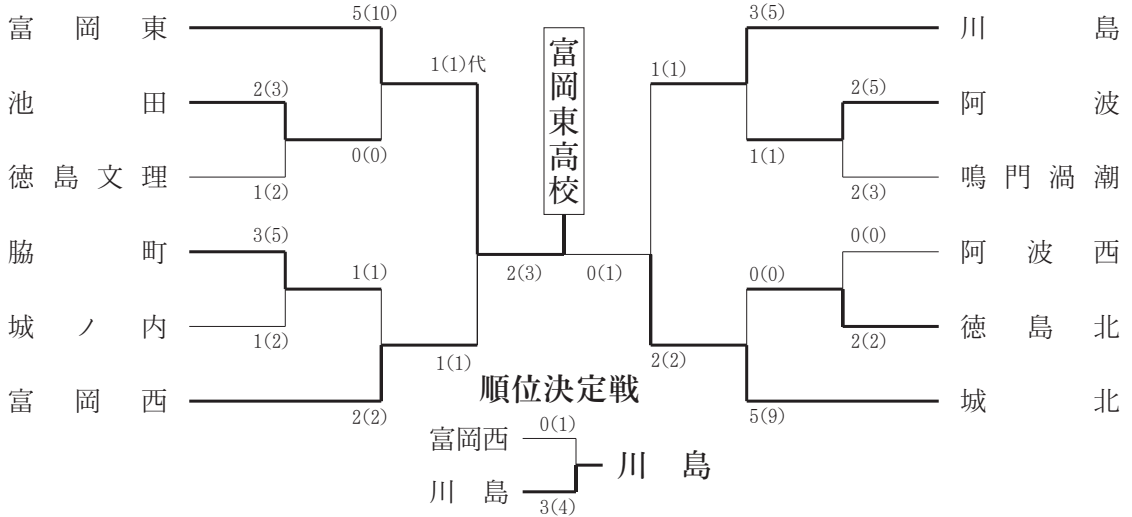 5(10)
3(5)
富岡東
川島
1(1)代
1(1)
富岡東高校
2(3)
2(5)
池田
阿波
0(0)
1(1)
徳島文理
鳴門渦潮
1(2)
2(3)
3(5)
0(0)
脇町
阿波西
1(1)
2(3)
0(1)
0(0)
城ノ内
徳島北
1(2)
2(2)
1(1)
2(2)
順位決定戦
富岡西
城北
2(2)
5(9)
0(1)
富岡西
川島
川島
3(4)